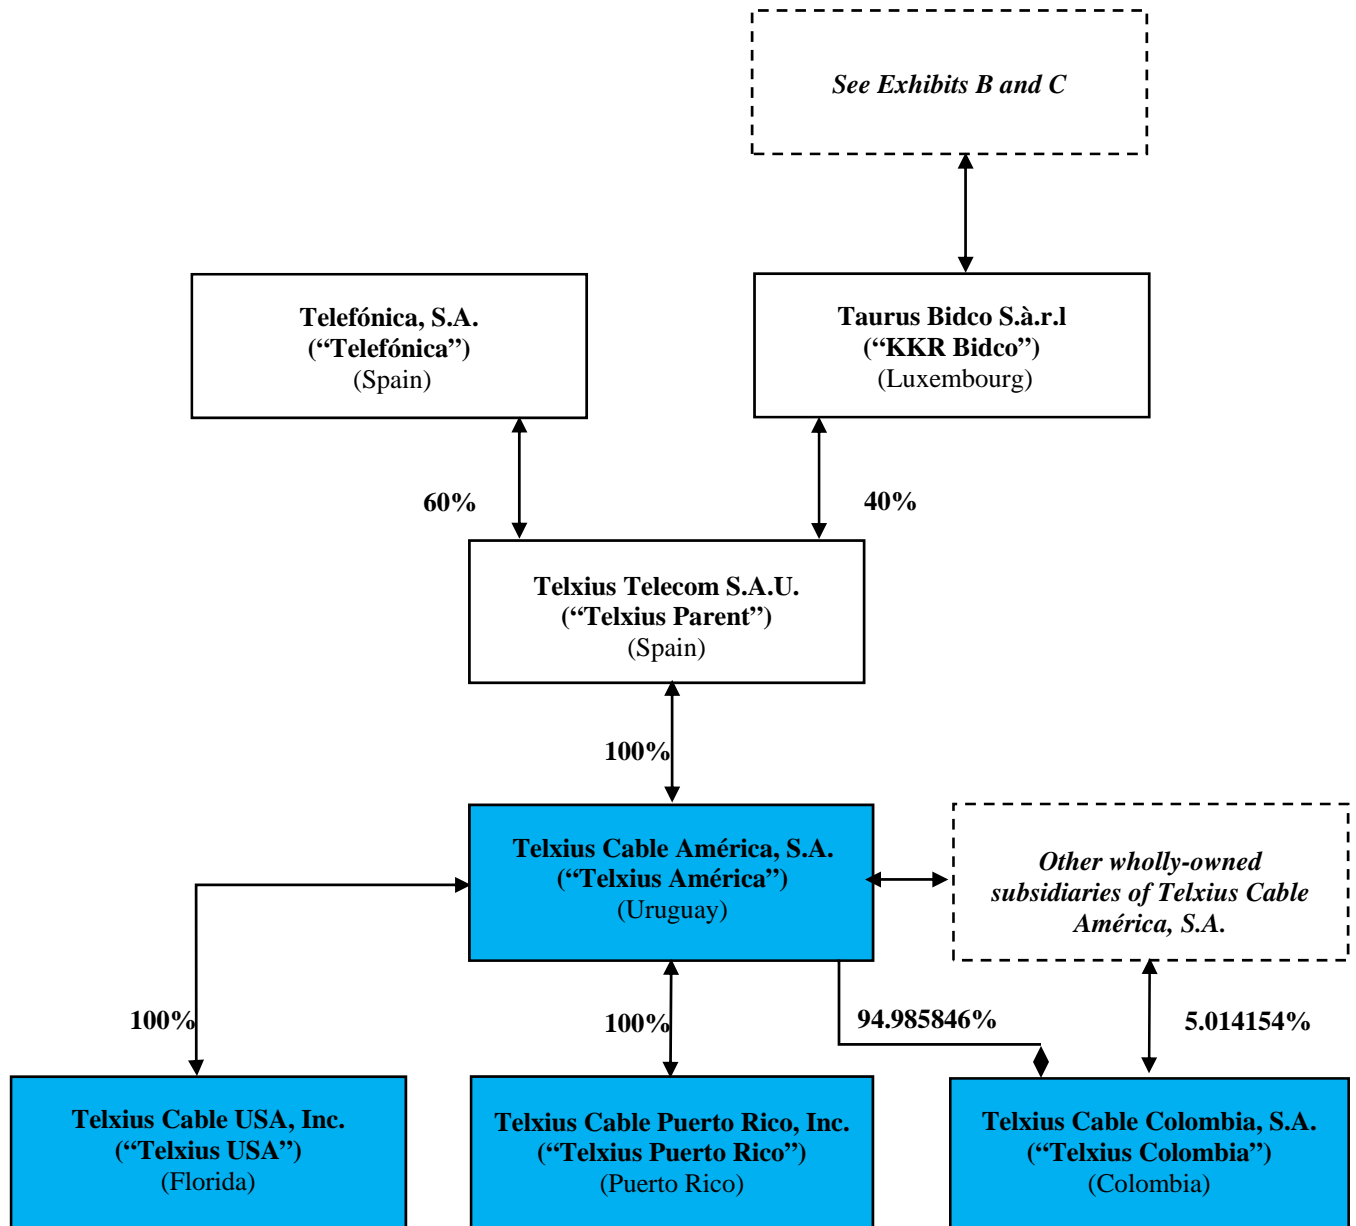 See Exhibits B and C
Telefónica, S.A.
(“Telefónica”)
(Spain)
Taurus Bidco S.à.r.l
(“KKR Bidco”)
(Luxembourg)
60%
40%
Telxius Telecom S.A.U.
(“Telxius Parent”)
(Spain)
100%
Telxius Cable América, S.A.
(“Telxius América”)
(Uruguay)
Other wholly-owned
subsidiaries of Telxius Cable
América, S.A.
100%
100%
94.985846%
5.014154%
Telxius Cable USA, Inc.
(“Telxius USA”)
(Florida)
Telxius Cable Puerto Rico, Inc.
(“Telxius Puerto Rico”)
(Puerto Rico)
Telxius Cable Colombia, S.A.
(“Telxius Colombia”)
(Colombia)